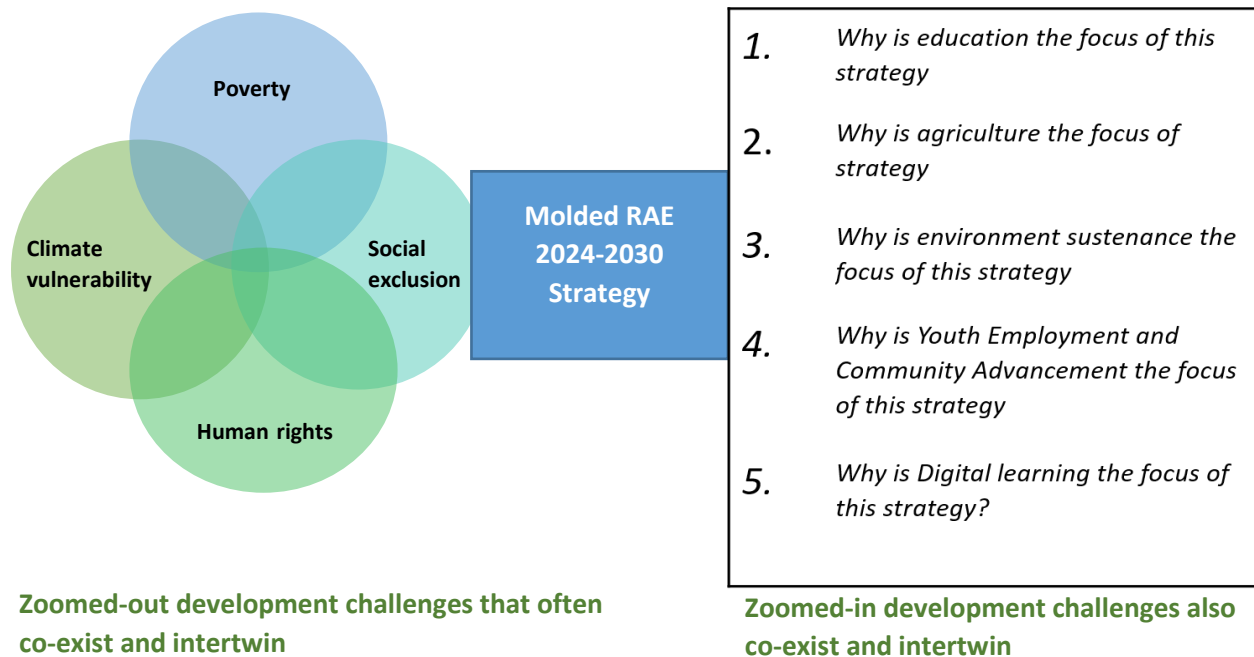 Poverty
Climate
vulnerability
Social
exclusion
Human rights
Molded RAE
2024-2030
Strategy
1. Why is education the focus of this
strategy
2. Why is agriculture the focus of
strategy
3. Why is environment sustenance the
focus of this strategy
4. Why is Youth Employment and
Community Advancement the focus
of this strategy
5. Why is Digital learning the focus of
this strategy?
Zoomed-out development challenges that often
co-exist and intertwin
Zoomed-in development challenges also
co-exist and intertwin